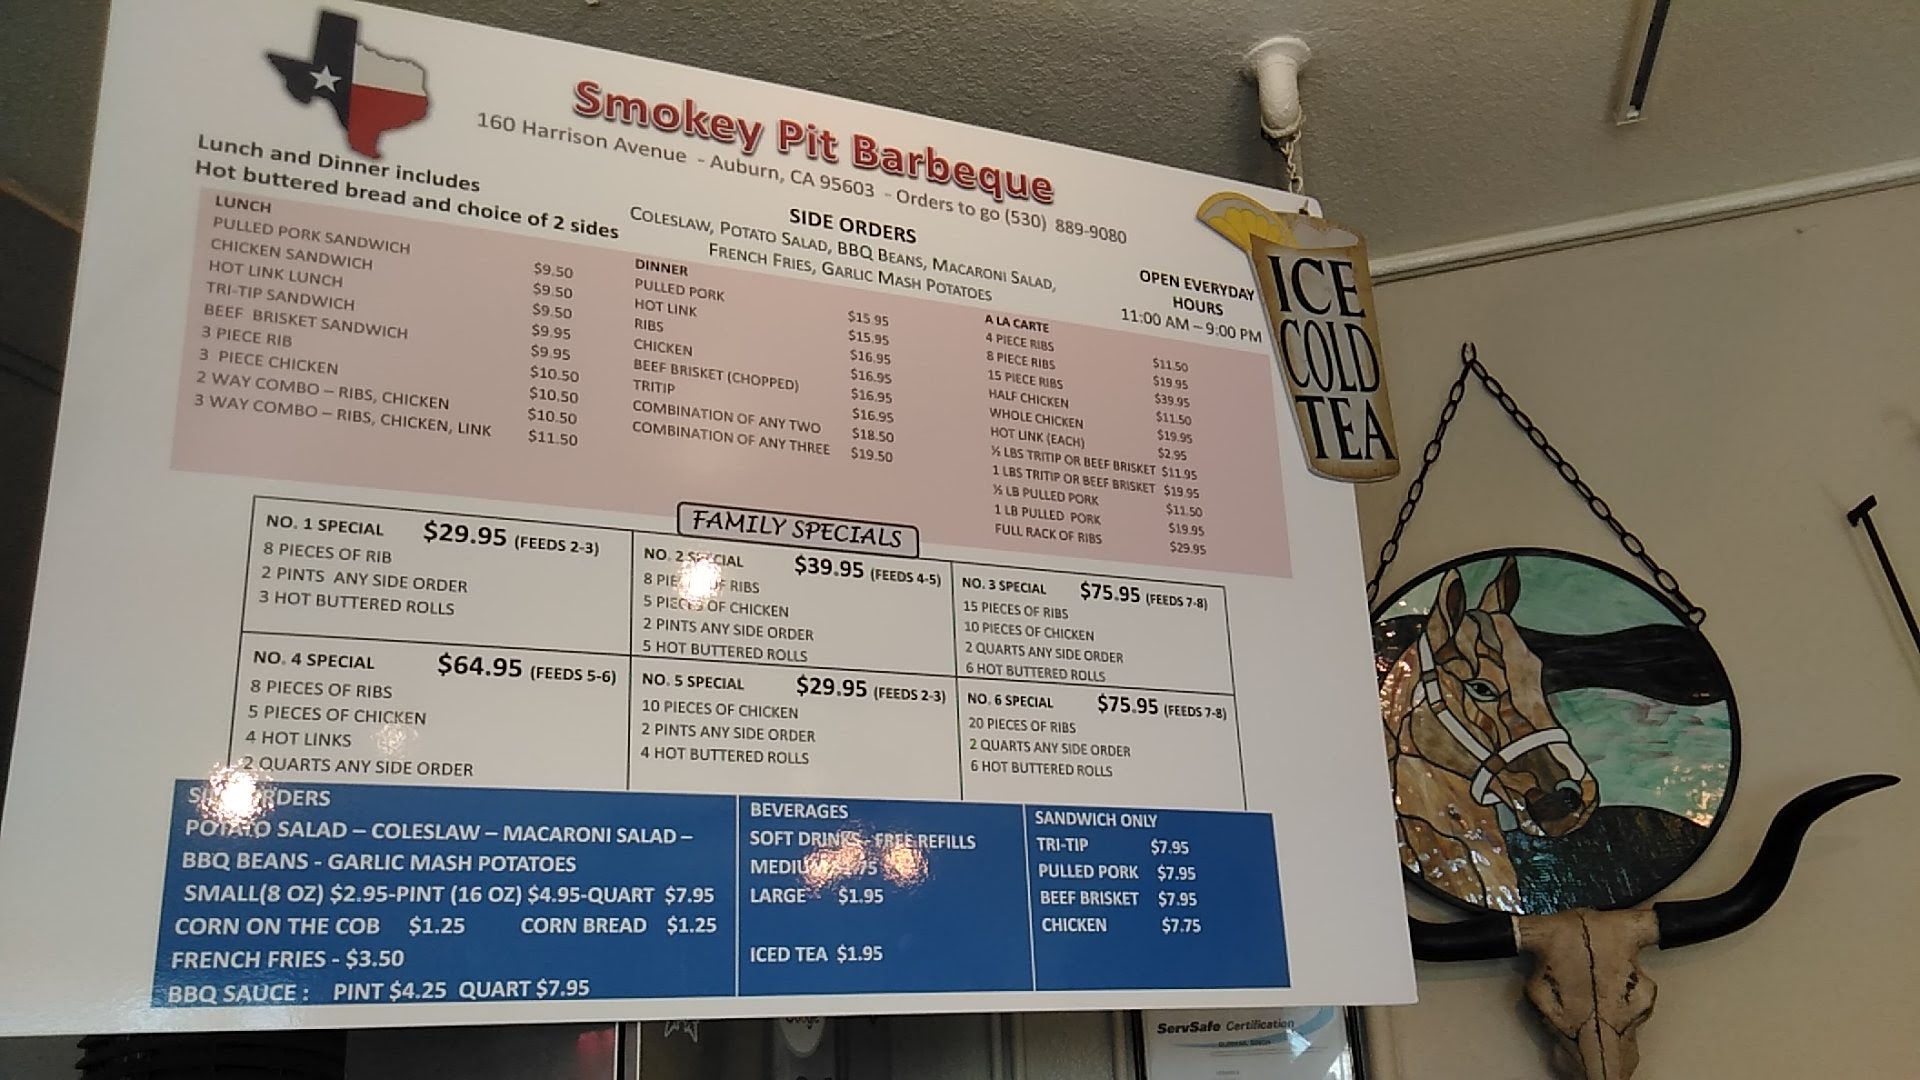 Smokey Pit Barbeque
160 Harrison Avenue - Auburn, CA 95603 - Orders to go (530) 889-9080
Lunch and Dinner includes
Hot buttered bread and choice of 2 sides
SIDE ORDERS
COLESLAW, POTATO SALAD, BBQ BEANS, MACARONI SALAD,
FRENCH FRIES, GARLIC MASH POTATOES
OPEN EVERYDAY
HOURS
11:00 AM – 9:00 PM
LUNCH
PULLED PORK SANDWICH $9.50
CHICKEN SANDWICH $9.50
HOT LINK LUNCH $9.50
TRI-TIP SANDWICH $9.95
BEEF BRISKET SANDWICH $9.95
3 PIECE RIB $10.50
3 PIECE CHICKEN $10.50
2 WAY COMBO – RIBS, CHICKEN $10.50
3 WAY COMBO – RIBS, CHICKEN, LINK $11.50
DINNER
PULLED PORK $15.95
HOT LINK $15.95
RIBS $16.95
CHICKEN $16.95
BEEF BRISKET (CHOPPED) $16.95
TRITIP $16.95
COMBINATION OF ANY TWO $18.50
COMBINATION OF ANY THREE $19.50
A LA CARTE
4 PIECE RIBS $11.50
8 PIECE RIBS $19.95
15 PIECE RIBS $39.95
HALF CHICKEN $11.50
WHOLE CHICKEN $19.95
HOT LINK (EACH) $2.95
½ LBS TRITIP OR BEEF BRISKET $11.95
1 LBS TRITIP OR BEEF BRISKET $19.95
½ LB PULLED PORK $11.50
1 LB PULLED PORK $19.95
FULL RACK OF RIBS $29.95
FAMILY SPECIALS
NO. 1 SPECIAL $29.95 (FEEDS 2-3)
8 PIECES OF RIB
2 PINTS ANY SIDE ORDER
3 HOT BUTTERED ROLLS
NO. 2 SPECIAL $39.95 (FEEDS 4-5)
8 PIECES OF RIBS
5 PIECES OF CHICKEN
2 PINTS ANY SIDE ORDER
5 HOT BUTTERED ROLLS
NO. 3 SPECIAL $75.95 (FEEDS 7-8)
15 PIECES OF RIBS
10 PIECES OF CHICKEN
2 QUARTS ANY SIDE ORDER
6 HOT BUTTERED ROLLS
NO. 4 SPECIAL $64.95 (FEEDS 5-6)
8 PIECES OF RIBS
5 PIECES OF CHICKEN
4 HOT LINKS
2 QUARTS ANY SIDE ORDER
NO. 5 SPECIAL $29.95 (FEEDS 2-3)
10 PIECES OF CHICKEN
2 PINTS ANY SIDE ORDER
4 HOT BUTTERED ROLLS
NO. 6 SPECIAL $75.95 (FEEDS 7-8)
20 PIECES OF RIBS
2 QUARTS ANY SIDE ORDER
6 HOT BUTTERED ROLLS
SIDE ORDERS
POTATO SALAD – COLESLAW – MACARONI SALAD –
BBQ BEANS - GARLIC MASH POTATOES
SMALL(8 OZ) $2.95-PINT (16 OZ) $4.95-QUART $7.95
CORN ON THE COB $1.25 CORN BREAD $1.25
FRENCH FRIES - $3.50
BBQ SAUCE : PINT $4.25 QUART $7.95
BEVERAGES
SOFT DRINKS - FREE REFILLS
MEDIUM
LARGE $1.95
ICED TEA $1.95
SANDWICH ONLY
TRI-TIP $7.95
PULLED PORK $7.95
BEEF BRISKET $7.95
CHICKEN $7.75
ICE
COLD
TEA
ServSafe Certification